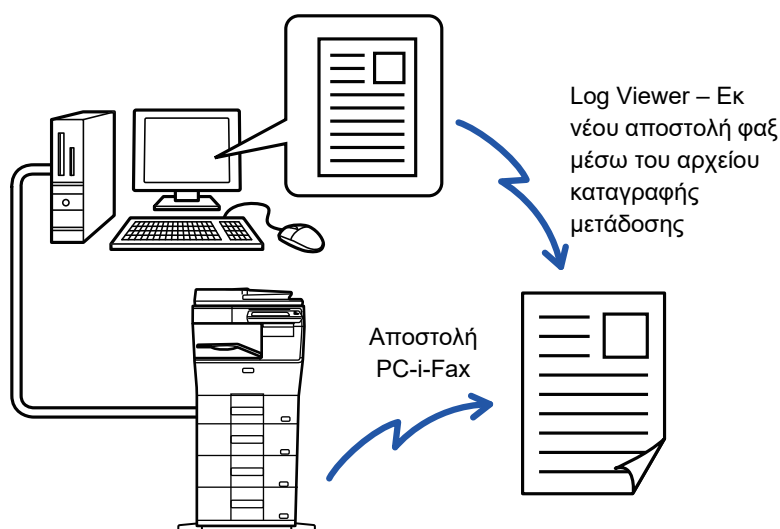 Log Viewer – Εκ
νέου αποστολή φαξ
μέσω του αρχείου
καταγραφής
μετάδοσης
Αποστολή
PC-i-Fax